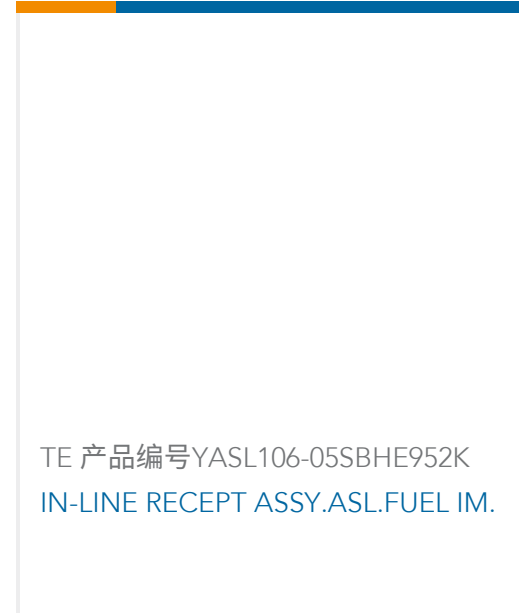 TE 产品编号YASL106-05SBHE952K
IN-LINE RECEPT ASSY.ASL.FUEL IM.